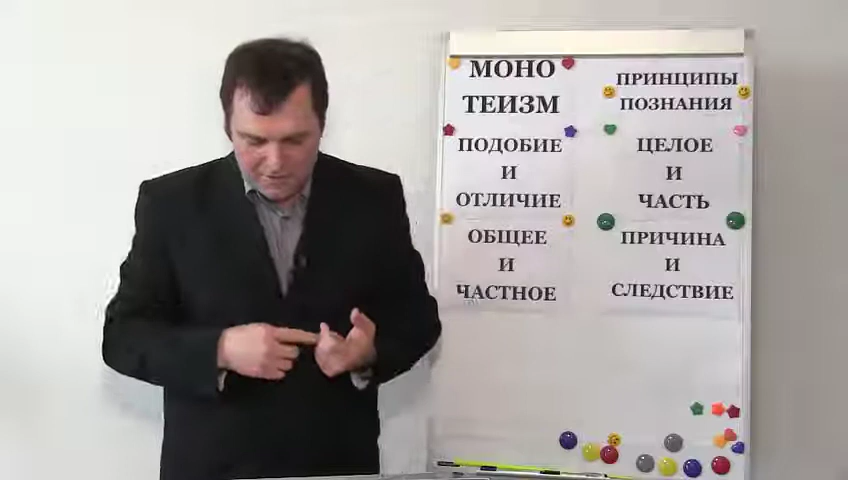 МОНО
ТЕИЗМ
ПРИНЦИПЫ
ПОЗНАНИЯ
ПОДОБИЕ
И
ОТЛИЧИЕ
ЦЕЛОЕ
И
ЧАСТЬ
ОБЩЕЕ
И
ЧАСТНОЕ
ПРИЧИНА
И
СЛЕДСТВИЕ